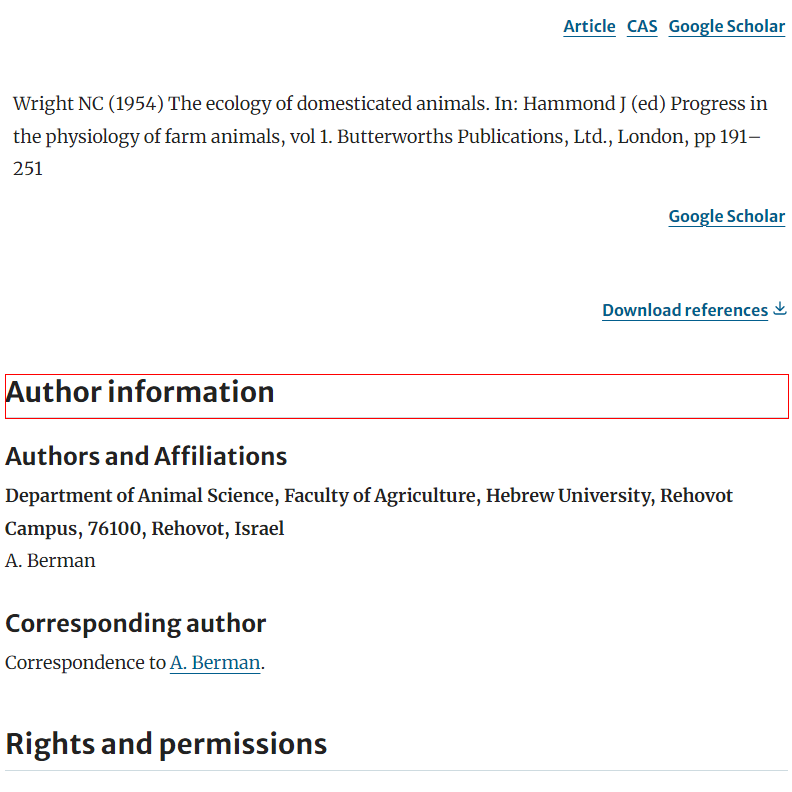 Article CAS Google Scholar
Wright NC (1954) The ecology of domesticated animals. In: Hammond J (ed) Progress in
the physiology of farm animals, vol 1. Butterworths Publications, Ltd., London, pp 191–
251
Google Scholar
Download references
Author information
Authors and Affiliations
Department of Animal Science, Faculty of Agriculture, Hebrew University, Rehovot
Campus, 76100, Rehovot, Israel
A. Berman
Corresponding author
Correspondence to A. Berman.
Rights and permissions